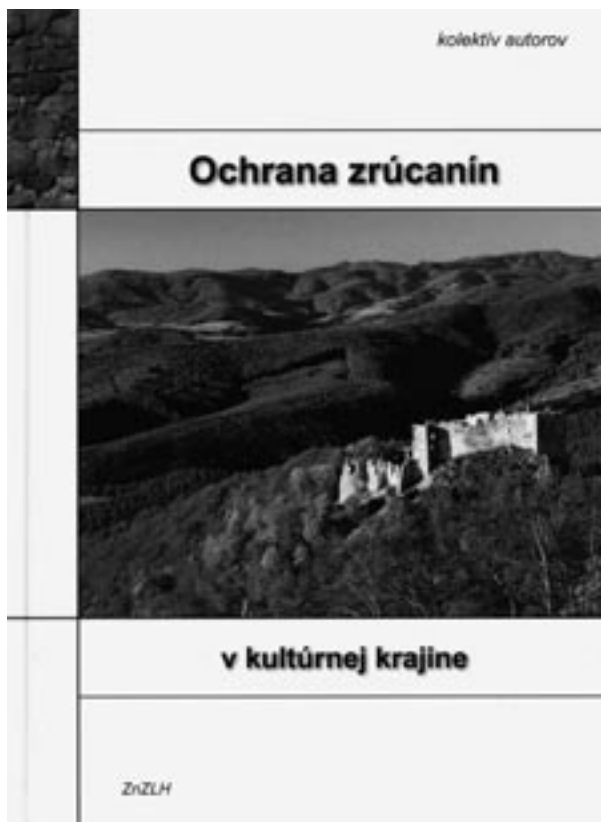 kolektív autorov
Ochrana zrúcanín
v kultúrnej krajine
ZnZLH